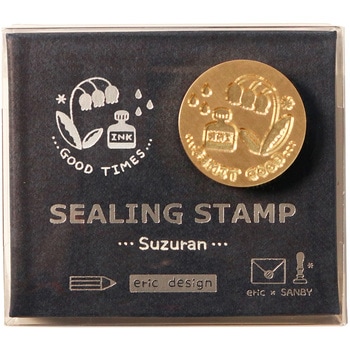 INK
...GOOD TIMES...
SEALING STAMP
... Suzuran ...
eric design
eric × SANBY